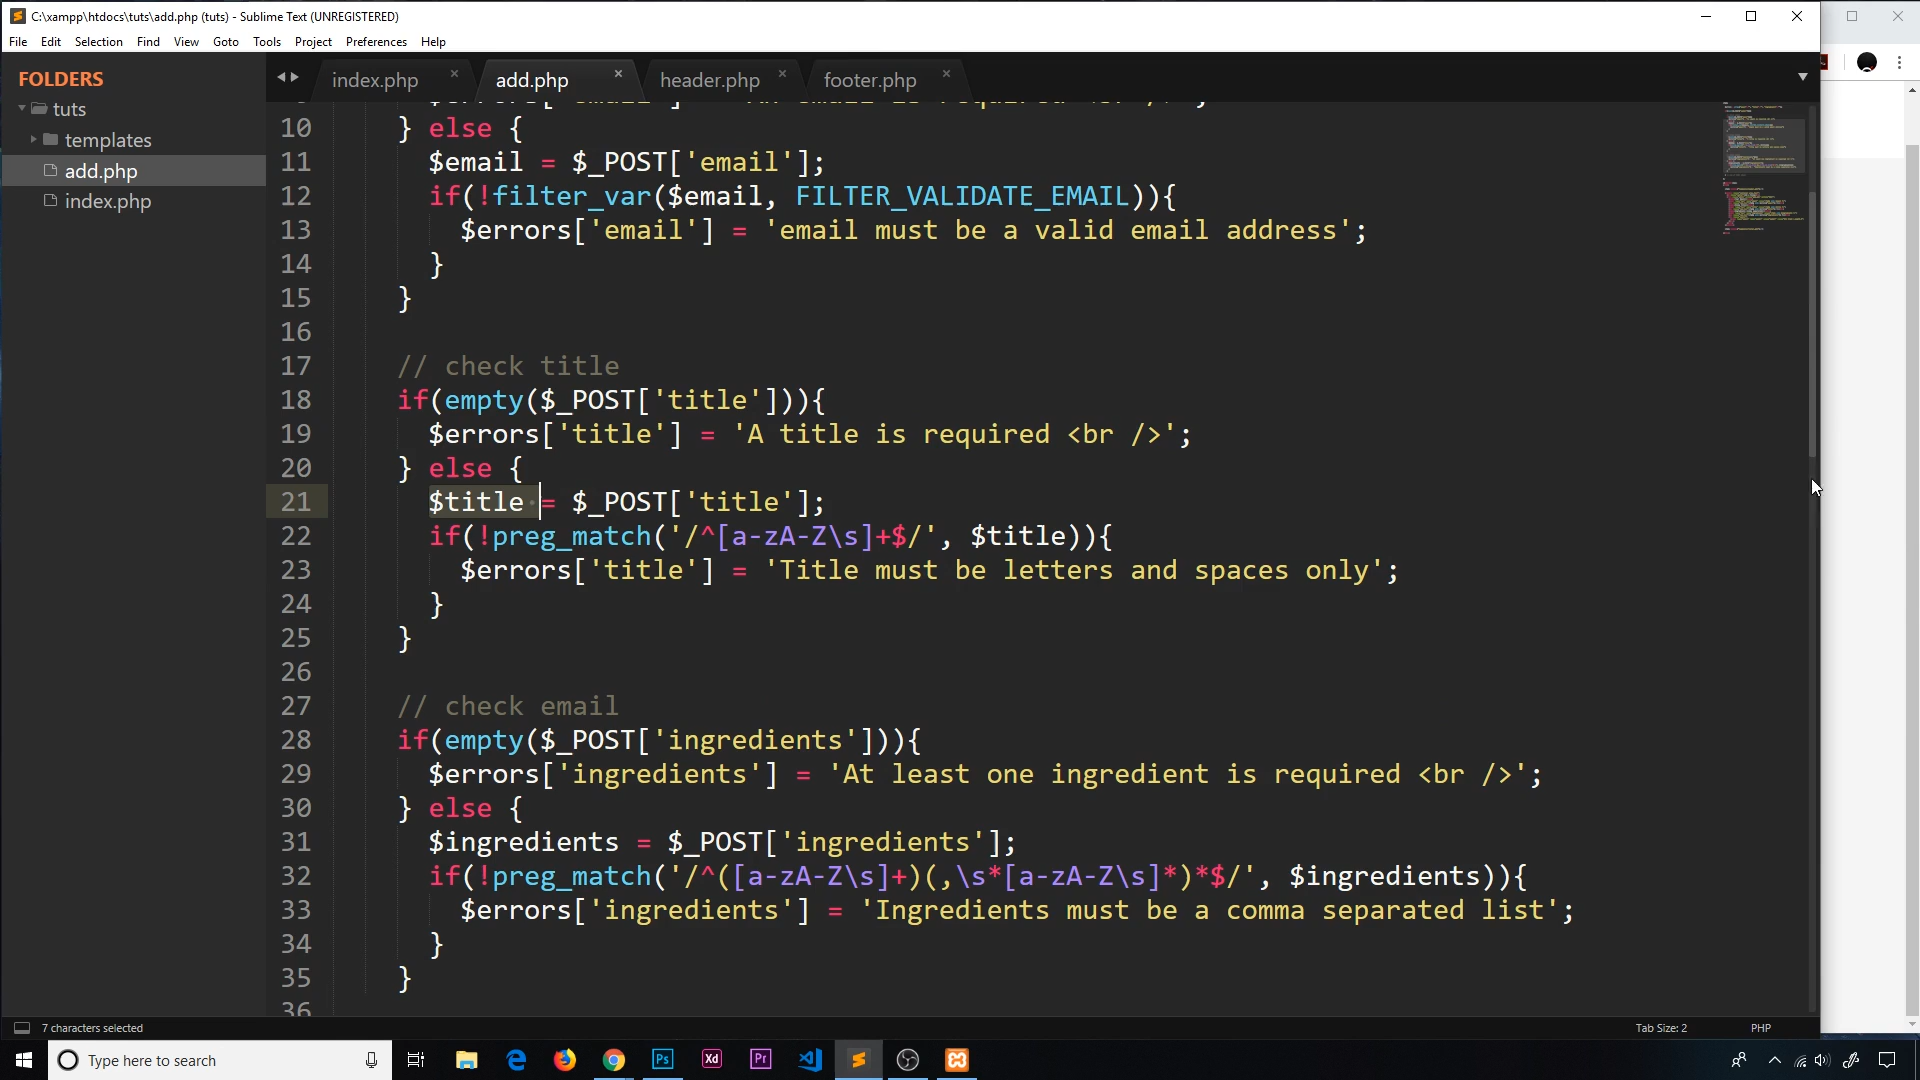 C:\xampp\htdocs\tuts\add.php (tuts) - Sublime Text (UNREGISTERED)
File Edit Selection Find View Goto Tools Project Preferences Help
FOLDERS
tuts
templates
add.php
index.php
index.php × add.php × header.php × footer.php ×
10 } else {
11 $email = $_POST['email'];
12 if(!filter_var($email, FILTER_VALIDATE_EMAIL)){
13 $errors['email'] = 'email must be a valid email address';
14 }
15 }
16
17 // check title
18 if(empty($_POST['title'])){
19 $errors['title'] = 'A title is required <br />';
20 } else {
21 $title = $_POST['title'];
22 if(!preg_match('/^[a-zA-Z\s]+$/', $title)){
23 $errors['title'] = 'Title must be letters and spaces only';
24 }
25 }
26
27 // check email
28 if(empty($_POST['ingredients'])){
29 $errors['ingredients'] = 'At least one ingredient is required <br />';
30 } else {
31 $ingredients = $_POST['ingredients'];
32 if(!preg_match('/^([a-zA-Z\s]+)(,\s*[a-zA-Z\s]*)*$/', $ingredients)){
33 $errors['ingredients'] = 'Ingredients must be a comma separated list';
34 }
35 }
36
7 characters selected
Tab Size: 2 PHP
Type here to search
Ps Xd Pr